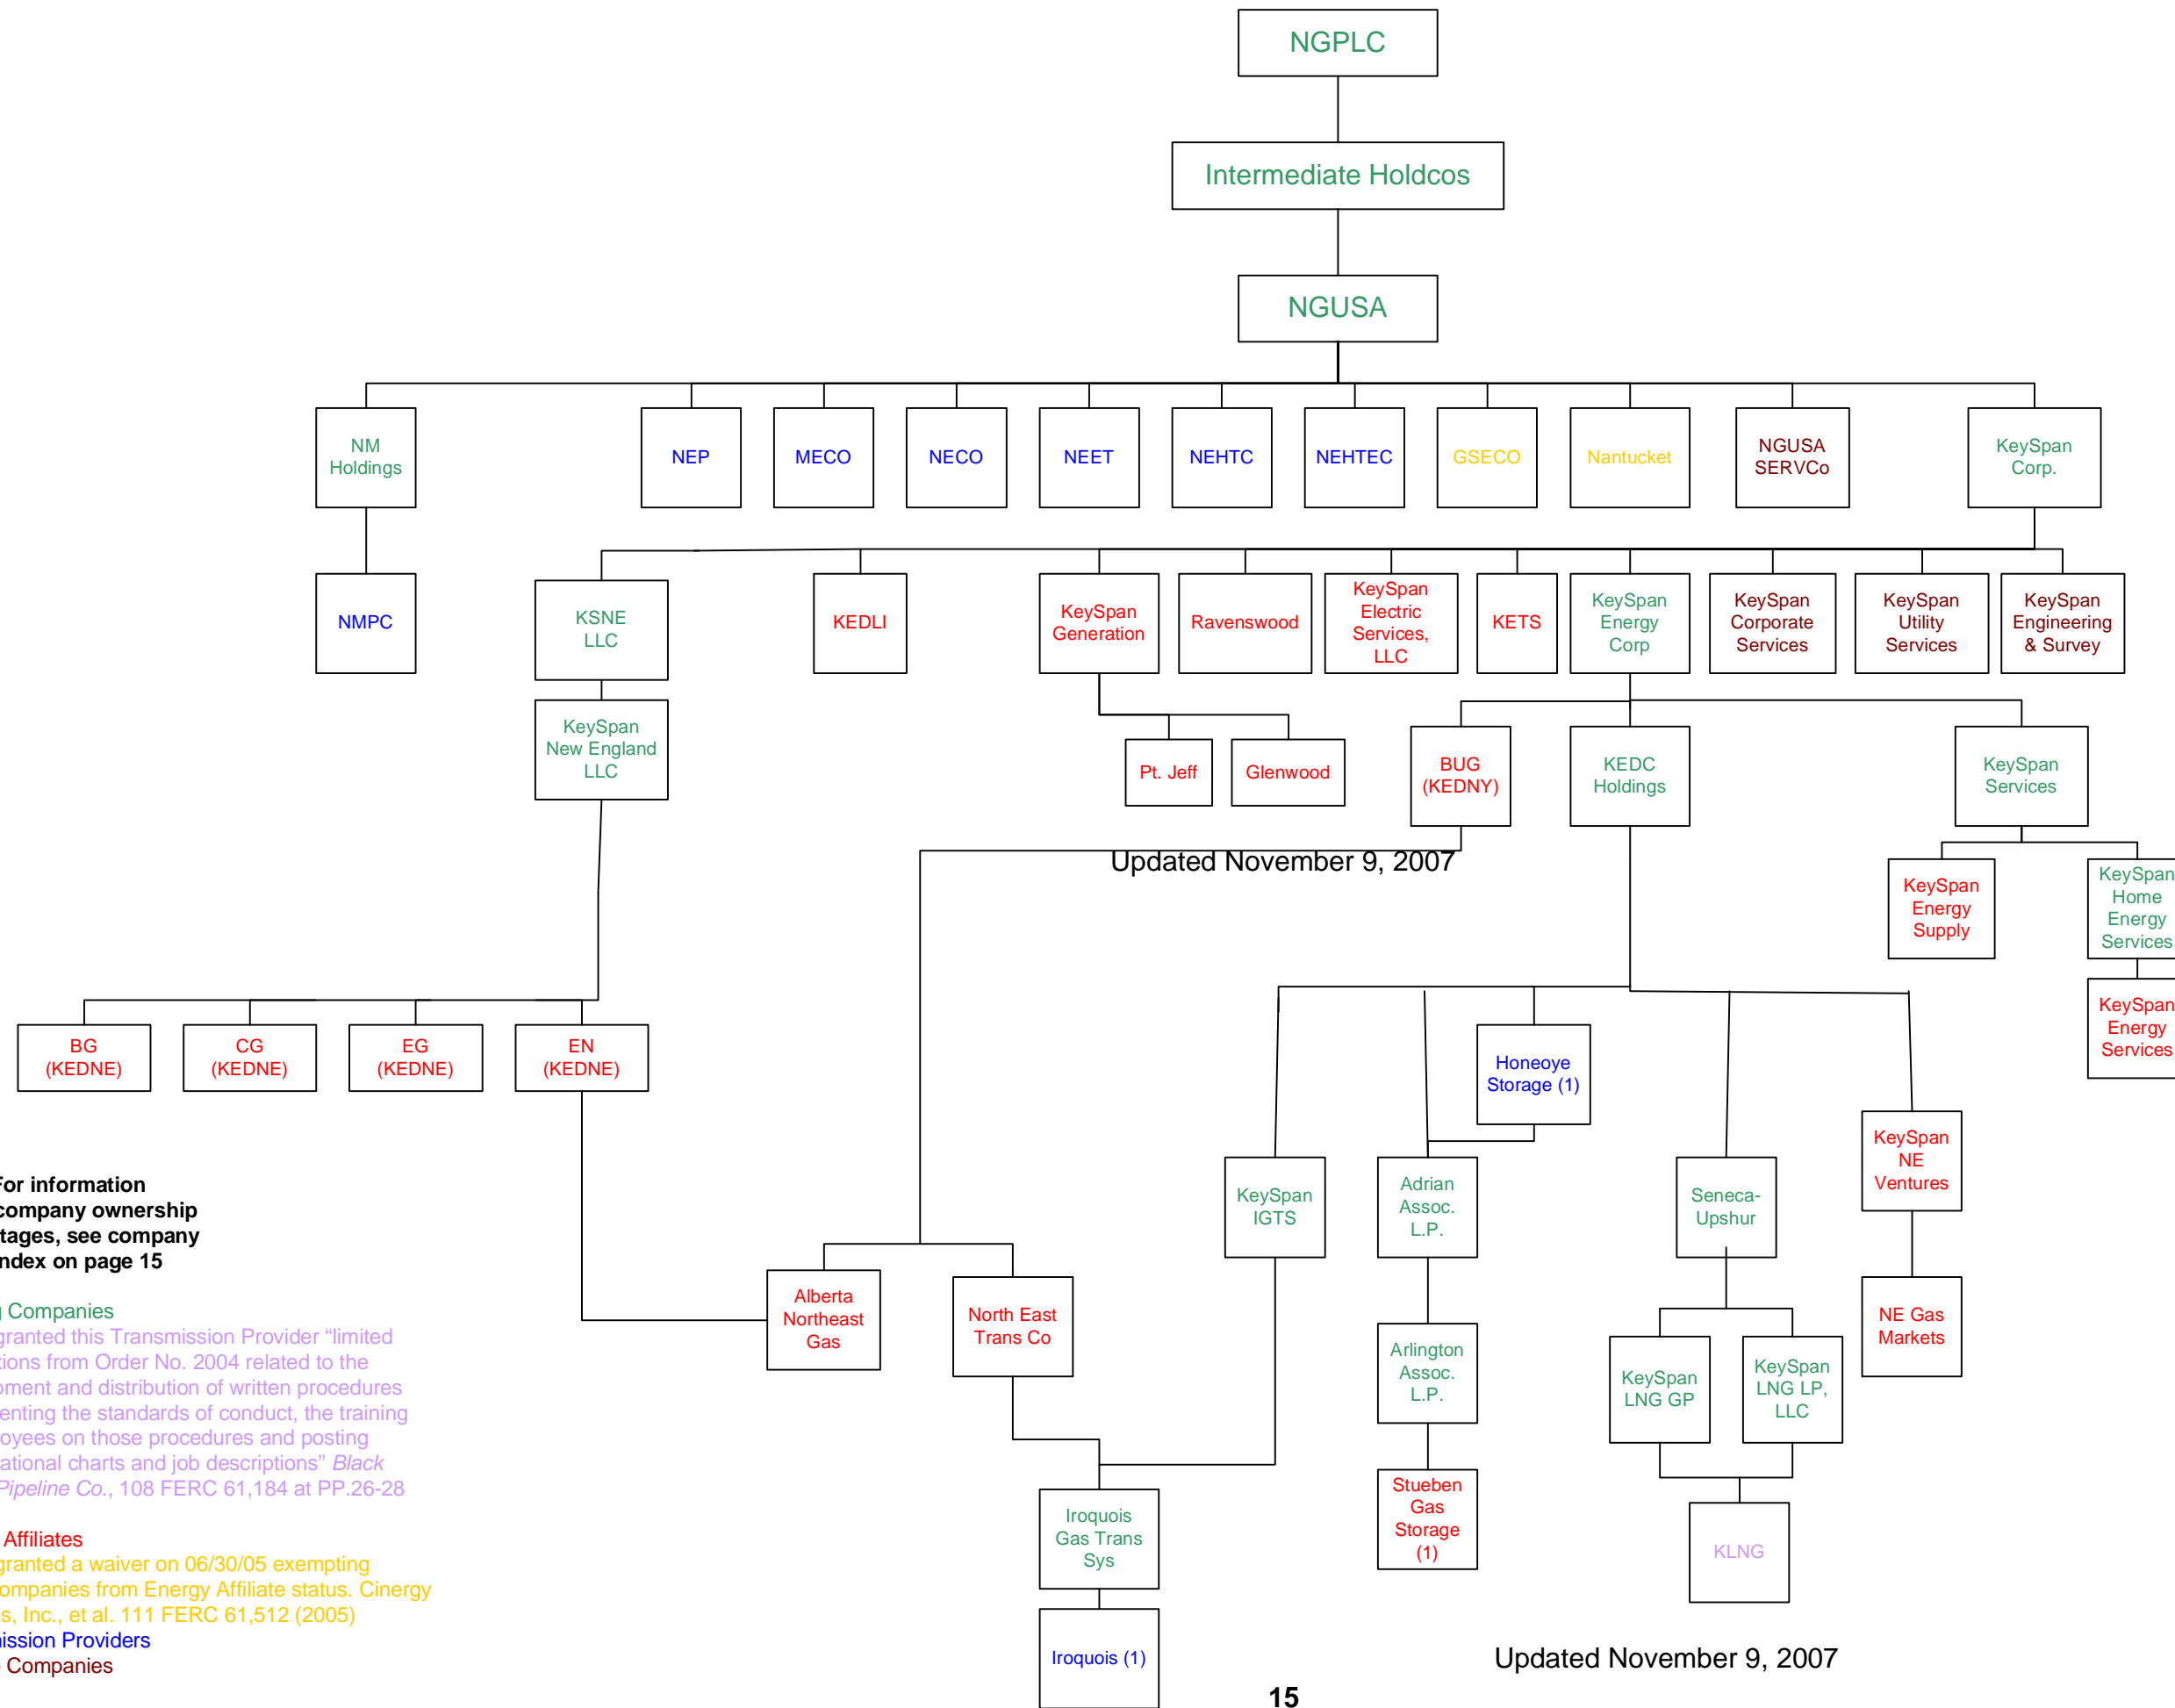 NGPLC
Intermediate Holdcos
NGUSA
NM
Holdings
NEP
MECO
NECO
NEET
NEHTC
NEHTEC
GSECO
Nantucket
NGUSA
SERVCo
KeySpan
Corp.
NMPC
KSNE
LLC
KEDLI
KeySpan
Generation
Ravenswood
KeySpan
Electric
Services,
LLC
KETS
KeySpan
Energy
Corp
KeySpan
Corporate
Services
KeySpan
Utility
Services
KeySpan
Engineering
& Survey
KeySpan
New England
LLC
Pt. Jeff
Glenwood
BUG
(KEDNY)
KEDC
Holdings
KeySpan
Services
Updated November 9, 2007
KeySpan
Energy
Supply
KeySpan
Home
Energy
Services
KeySpan
Energy
Services
BG
(KEDNE)
CG
(KEDNE)
EG
(KEDNE)
EN
(KEDNE)
Honeoye
Storage (1)
KeySpan
IGTS
Adrian
Assoc.
L.P.
Seneca-
Upshur
KeySpan
NE
Ventures
Alberta
Northeast
Gas
North East
Trans Co
Arlington
Assoc.
L.P.
KeySpan
LNG GP
KeySpan
LNG LP,
LLC
NE Gas
Markets
Iroquois
Gas Trans
Sys
Stueben
Gas
Storage
(1)
KLNG
Iroquois (1)
For information
company ownership
tages, see company
ndex on page 15
g Companies
granted this Transmission Provider “limited
tions from Order No. 2004 related to the
pment and distribution of written procedures
enting the standards of conduct, the training
oyees on those procedures and posting
ational charts and job descriptions” Black
Pipeline Co., 108 FERC 61,184 at PP.26-28
Affiliates
granted a waiver on 06/30/05 exempting
ompanies from Energy Affiliate status. Cinergy
s, Inc., et al. 111 FERC 61,512 (2005)
mission Providers
Companies
Updated November 9, 2007
15